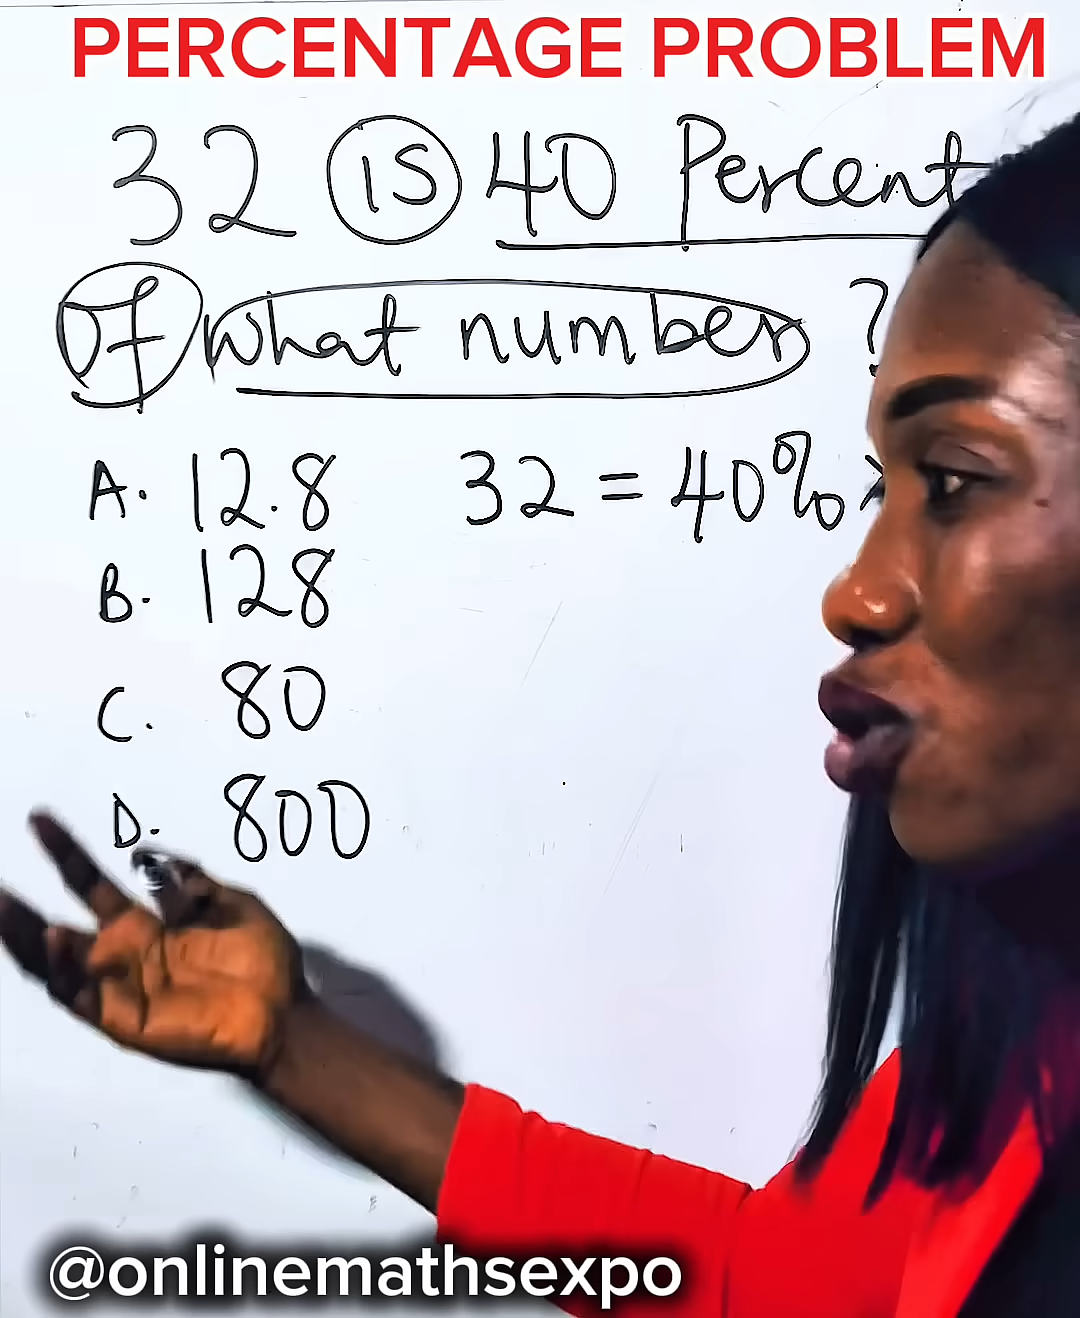 PERCENTAGE PROBLEM
32 is 40 Percent
Of what number ?
A. 12.8 32 = 40% ×
B. 128
C. 80
D. 800
@onlinemathsexpo